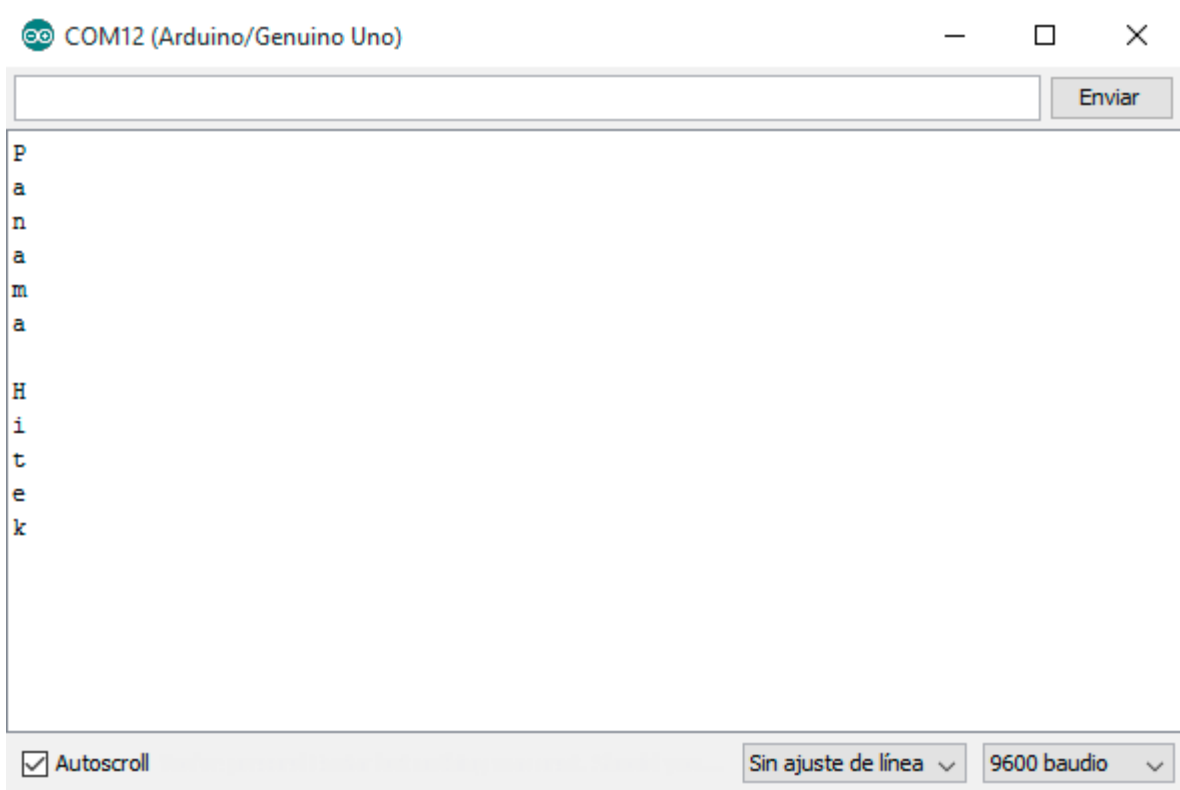 COM12 (Arduino/Genuino Uno)
Enviar
P
a
n
a
m
a

H
i
t
e
k
Autoscroll
Sin ajuste de línea
9600 baudio